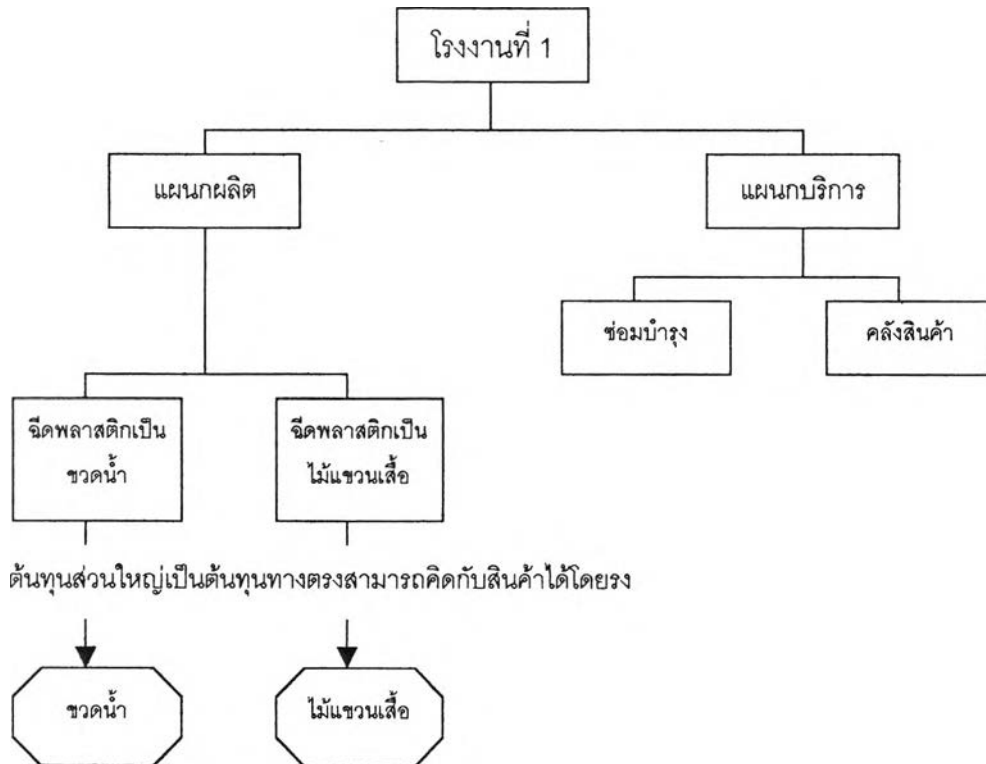 โรงงานที่ 1
แผนกผลิต
แผนกบริการ
ซ่อมบำรุง
คลังสินค้า
ฉีดพลาสติกเป็น
ขวดน้ำ
ฉีดพลาสติกเป็น
ไม้แขวนเสื้อ
ต้นทุนส่วนใหญ่เป็นต้นทุนทางตรงสามารถคิดกับสินค้าได้โดยรง
ขวดน้ำ
ไม้แขวนเสื้อ